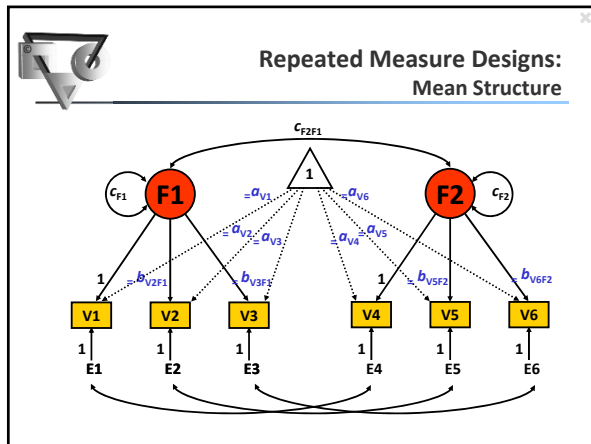 ©
Repeated Measure Designs:
Mean Structure
cF2F1
1
cF1
F1
F2
cF2
=aV1
=aV6
=aV2
=aV3
=aV4
=aV5
1
=bV2F1
=bV3F1
1
=bV5F2
=bV6F2
V1
V2
V3
V4
V5
V6
1
1
1
1
1
1
E1
E2
E3
E4
E5
E6